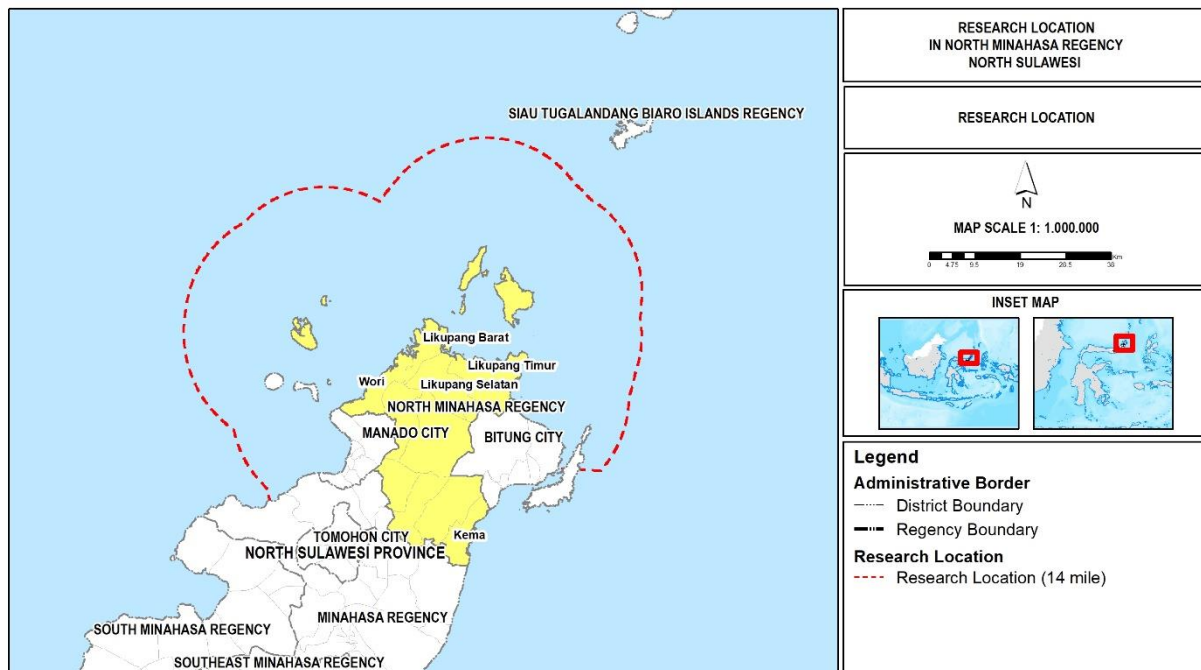 SIAU TUGALANDANG BIARO ISLANDS REGENCY
Likupang Barat
Likupang Timur
Wori
Likupang Selatan
NORTH MINAHASA REGENCY
MANADO CITY
BITUNG CITY
TOMOHON CITY
Kema
NORTH SULAWESI PROVINCE
MINAHASA REGENCY
SOUTH MINAHASA REGENCY
SOUTHEAST MINAHASA REGENCY
RESEARCH LOCATION
IN NORTH MINAHASA REGENCY
NORTH SULAWESI
RESEARCH LOCATION
N
MAP SCALE 1: 1.000.000
Km
0 4.75 9.5 19 28.5 38
INSET MAP
Legend
Administrative Border
District Boundary
Regency Boundary
Research Location
Research Location (14 mile)